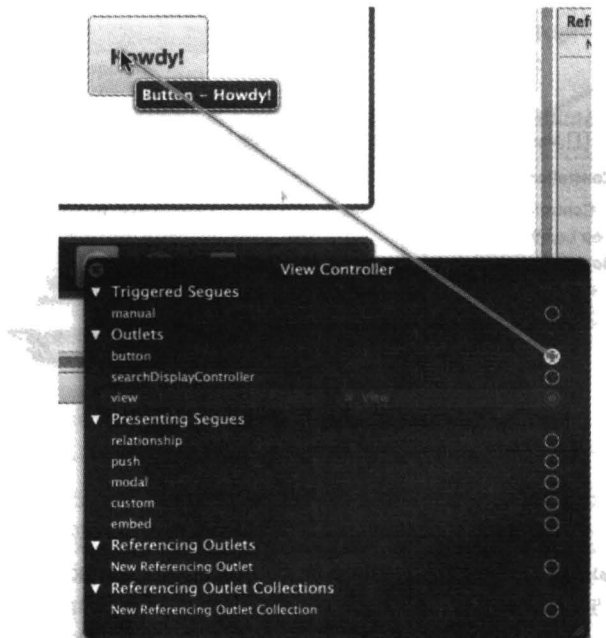 Howdy!
Button – Howdy!
View Controller
▼ Triggered Segues
manual
▼ Outlets
button
searchDisplayController
view View
▼ Presenting Segues
relationship
push
modal
custom
embed
▼ Referencing Outlets
New Referencing Outlet
▼ Referencing Outlet Collections
New Referencing Outlet Collection